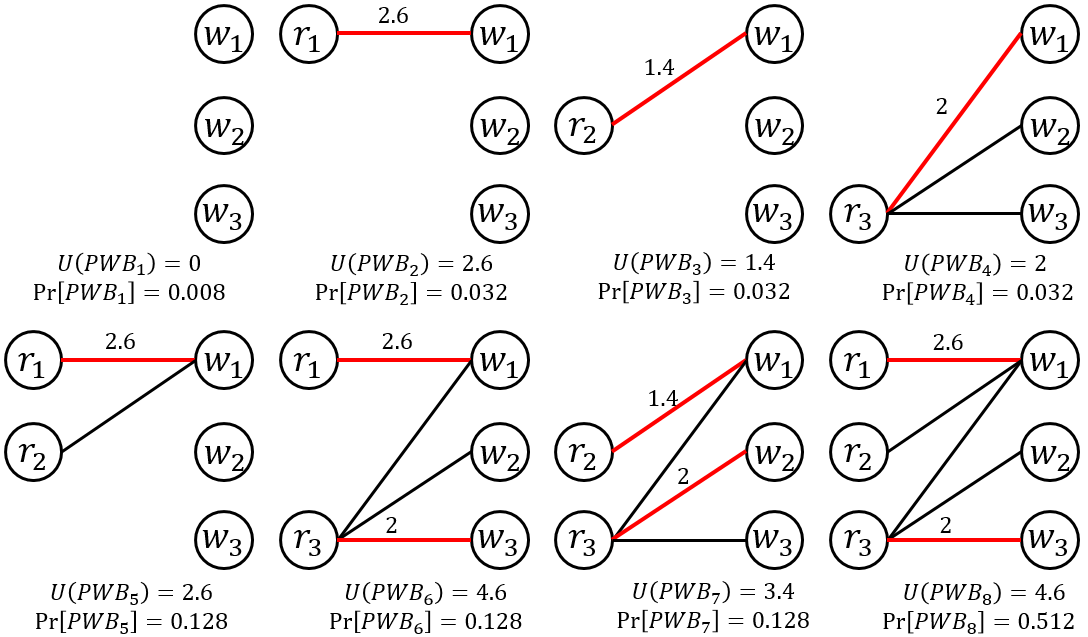 w₁ r₁ 2.6 w₁ w₁ w₁
1.4
w₂ w₂ r₂ w₂ 2 w₂
w₃ w₃ w₃ r₃ w₃
U(PWB₁) = 0 U(PWB₂) = 2.6 U(PWB₃) = 1.4 U(PWB₄) = 2
Pr[PWB₁] = 0.008 Pr[PWB₂] = 0.032 Pr[PWB₃] = 0.032 Pr[PWB₄] = 0.032
r₁ 2.6 w₁ r₁ 2.6 w₁ w₁ r₁ 2.6 w₁
1.4
r₂ w₂ w₂ r₂ 2 w₂ r₂ w₂
w₃ r₃ 2 w₃ r₃ w₃ r₃ 2 w₃
U(PWB₅) = 2.6 U(PWB₆) = 4.6 U(PWB₇) = 3.4 U(PWB₈) = 4.6
Pr[PWB₅] = 0.128 Pr[PWB₆] = 0.128 Pr[PWB₇] = 0.128 Pr[PWB₈] = 0.512